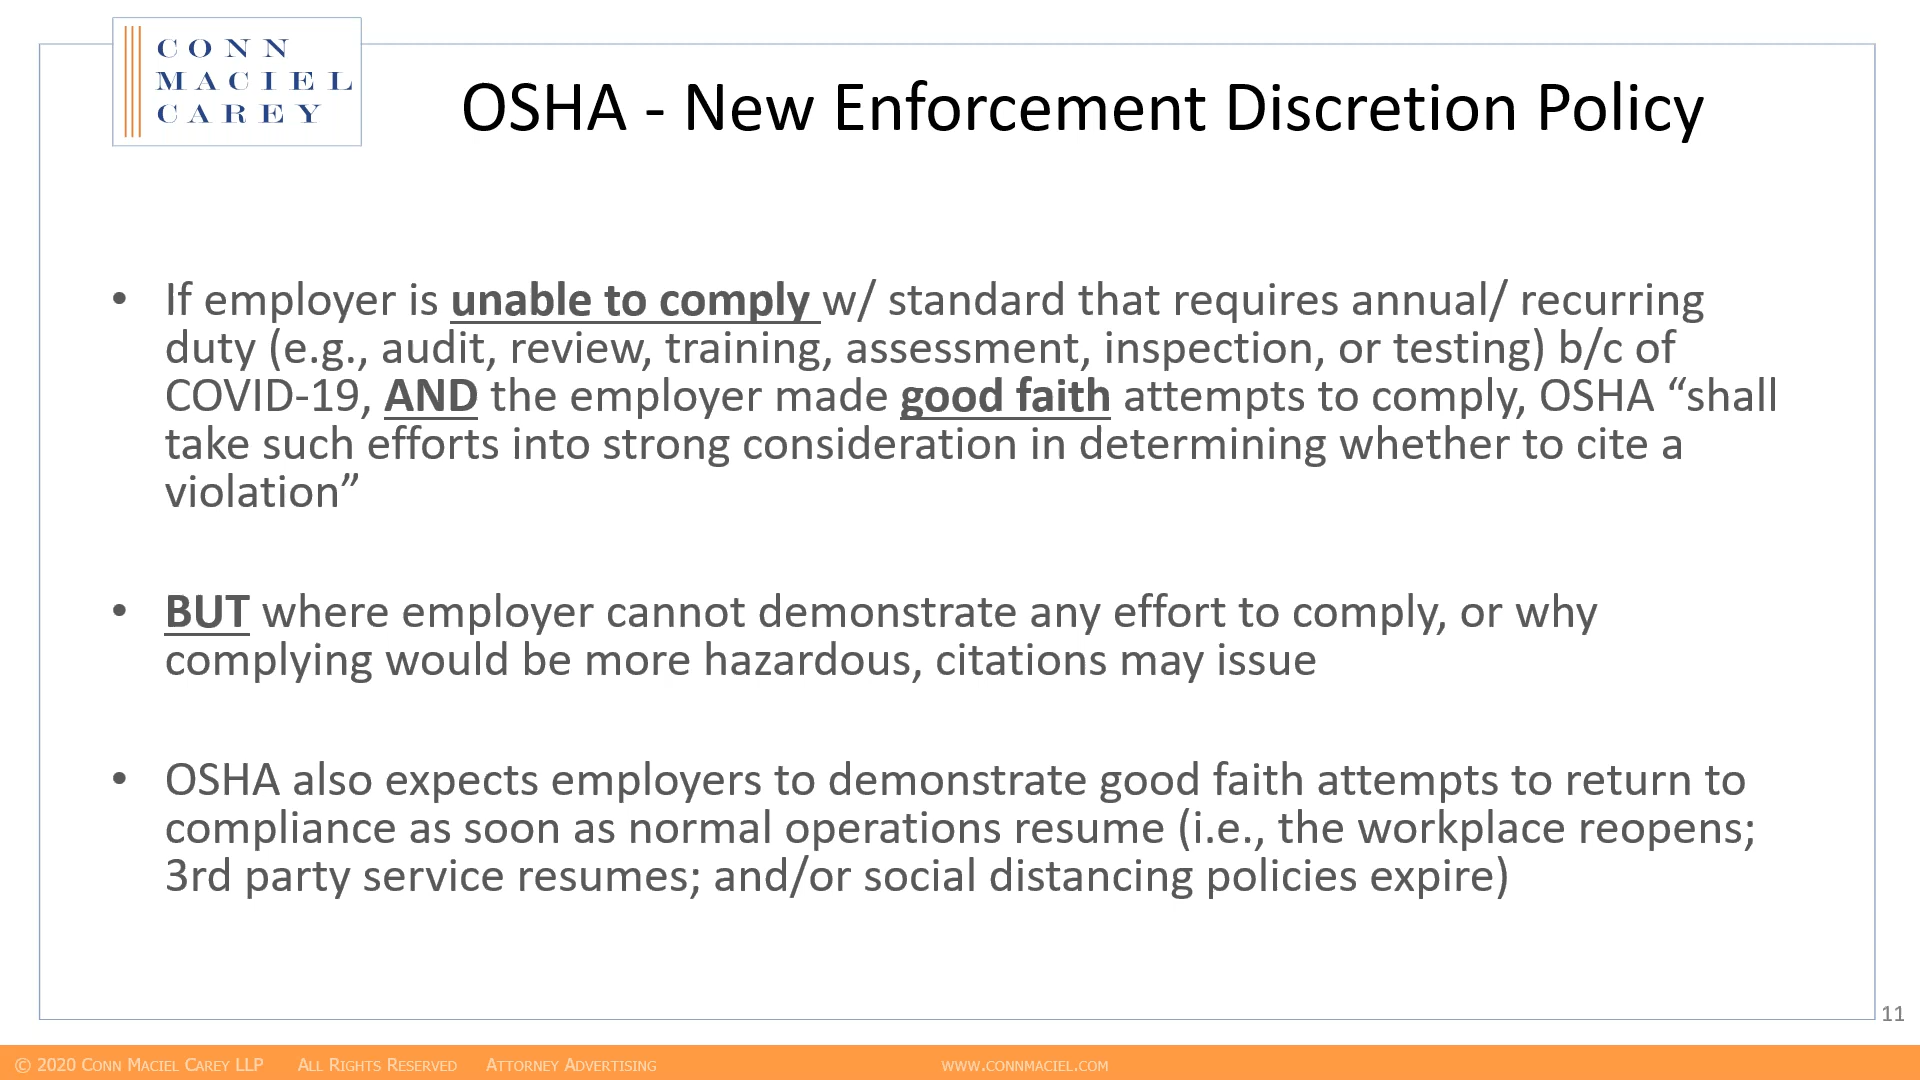 CONN
MACIEL
CAREY
OSHA - New Enforcement Discretion Policy
• If employer is unable to comply w/ standard that requires annual/ recurring
duty (e.g., audit, review, training, assessment, inspection, or testing) b/c of
COVID-19, AND the employer made good faith attempts to comply, OSHA “shall
take such efforts into strong consideration in determining whether to cite a
violation”
• BUT where employer cannot demonstrate any effort to comply, or why
complying would be more hazardous, citations may issue
• OSHA also expects employers to demonstrate good faith attempts to return to
compliance as soon as normal operations resume (i.e., the workplace reopens;
3rd party service resumes; and/or social distancing policies expire)
11
© 2020 CONN MACIEL CAREY LLP ALL RIGHTS RESERVED ATTORNEY ADVERTISING WWW.CONNMACIEL.COM